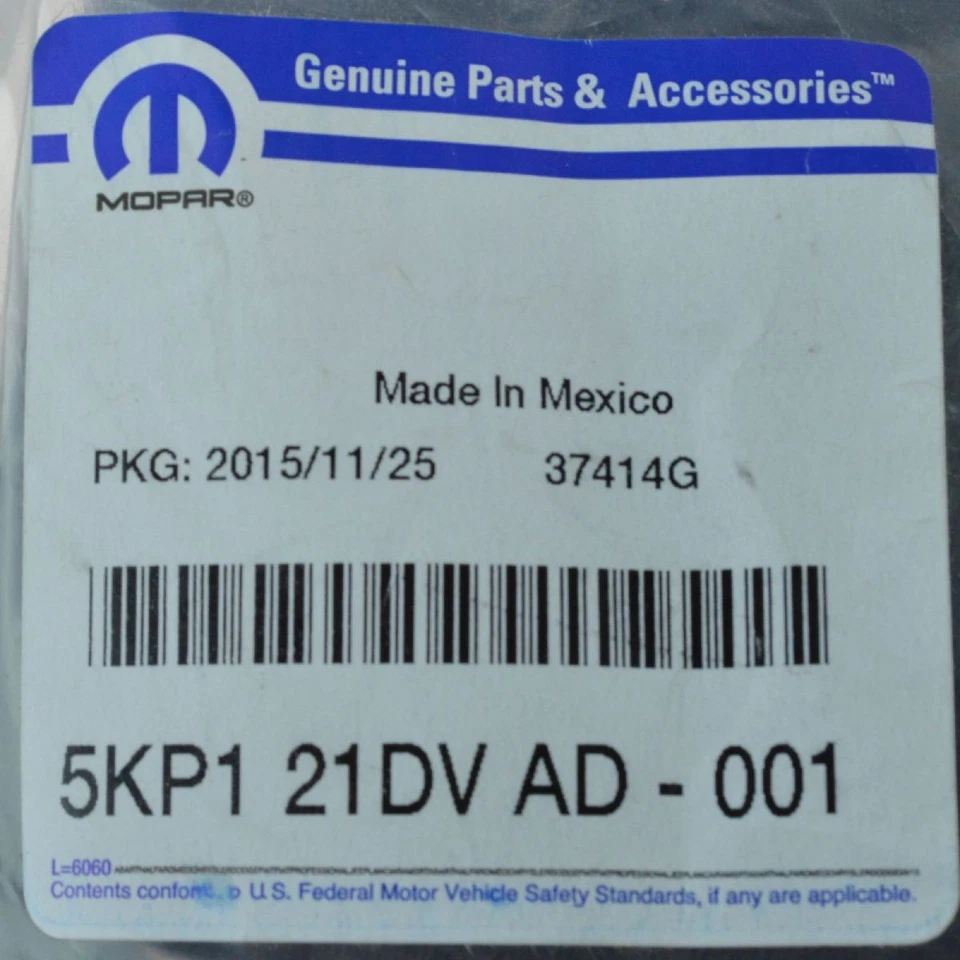 Genuine Parts & Accessories™
MOPAR®
Made In Mexico
PKG: 2015/11/25 37414G
5KP1 21DV AD - 001
L=6060
Contents U.S. Federal Motor Vehicle Safety Standards, if any are applicable.